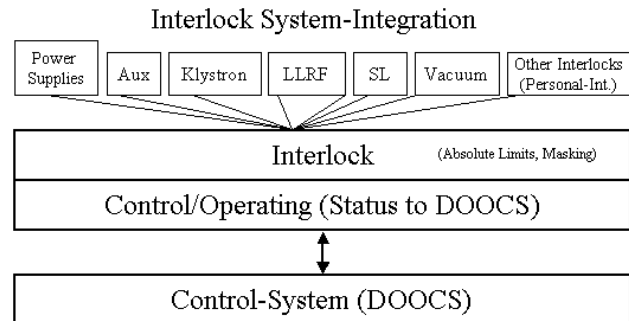 Interlock System-Integration
Power
Supplies
Aux
Klystron
LLRF
SL
Vacuum
Other Interlocks
(Personal-Int.)
Interlock (Absolute Limits, Masking)
Control/Operating (Status to DOOCS)
Control-System (DOOCS)